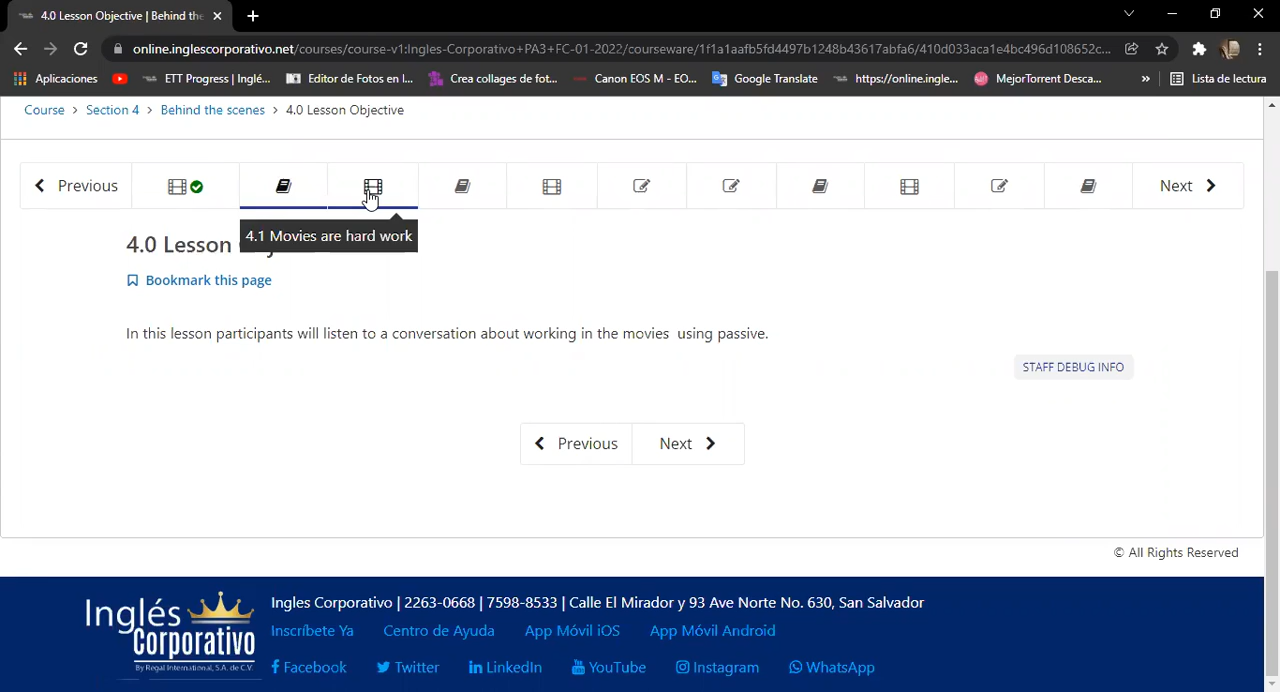 4.0 Lesson Objective | Behind the
online.inglescorporativo.net/courses/course-v1:Ingles-Corporativo+PA3+FC-01-2022/courseware/1f1a1aafb5fd4497b1248b43617abfa6/410d033aca1e4bc496d108652c...
Aplicaciones ETT Progress | Inglé... Editor de Fotos en l... Crea collages de fot... Canon EOS M - EO... Google Translate https://online.ingle... MejorTorrent Desca... » Lista de lectura
Course > Section 4 > Behind the scenes > 4.0 Lesson Objective
Previous Next
4.1 Movies are hard work
4.0 Lesson
Bookmark this page
In this lesson participants will listen to a conversation about working in the movies using passive.
STAFF DEBUG INFO
Previous Next
© All Rights Reserved
Inglés Corporativo
By Regal International, S.A. de C.V.
Ingles Corporativo | 2263-0668 | 7598-8533 | Calle El Mirador y 93 Ave Norte No. 630, San Salvador
Inscríbete Ya Centro de Ayuda App Móvil iOS App Móvil Android
Facebook Twitter LinkedIn YouTube Instagram WhatsApp